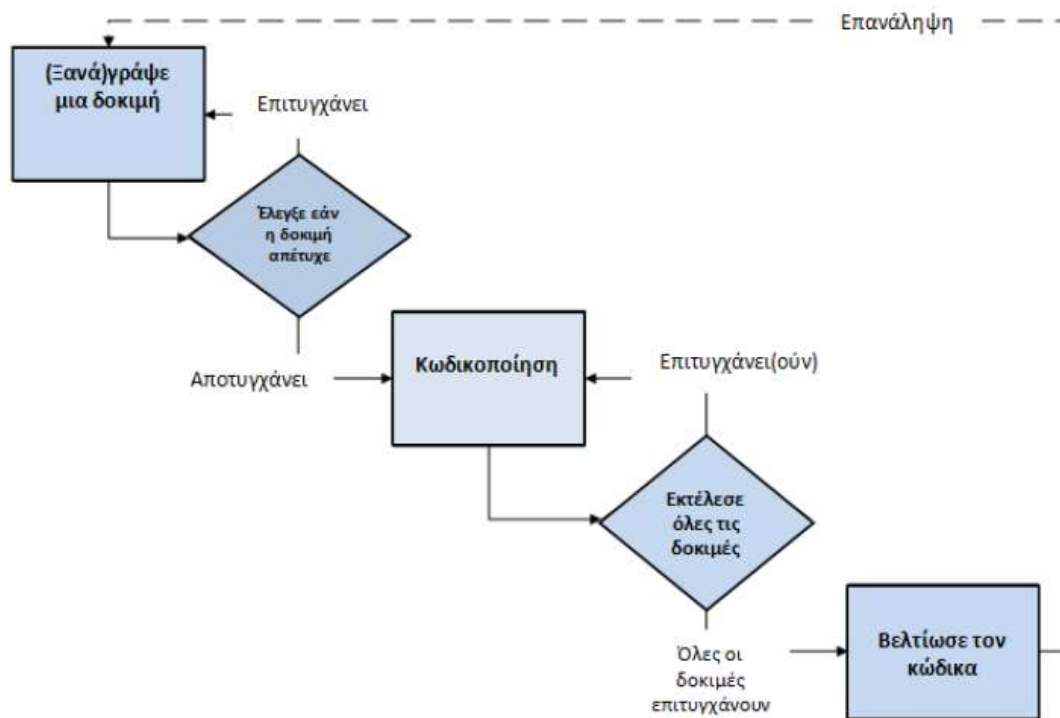 Επανάληψη
(Ξανά)γράψε
μια δοκιμή
Επιτυγχάνει
Έλεγξε εάν
η δοκιμή
απέτυχε
Αποτυγχάνει
Κωδικοποίηση
Επιτυγχάνει(ούν)
Εκτέλεσε
όλες τις
δοκιμές
Όλες οι
δοκιμές
επιτυγχάνουν
Βελτίωσε τον
κώδικα